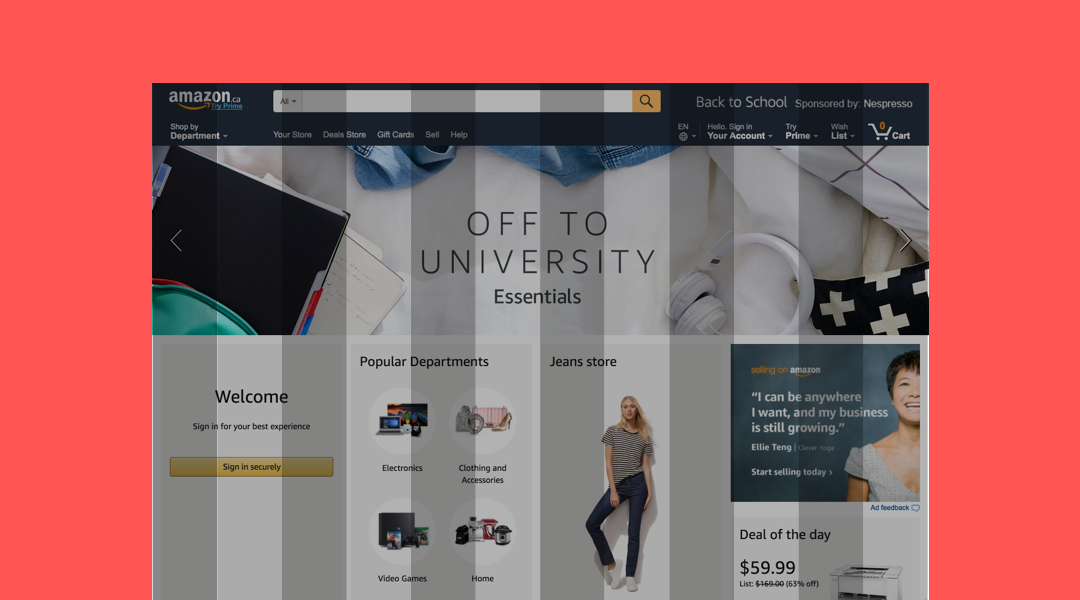 amazon.ca
Try Prime
All
Back to School Sponsored by: Nespresso
Shop by
Department
Your Store Deals Store Gift Cards Sell Help
EN
Hello. Sign in
Your Account
Try
Prime
Wish
List
0
Cart
OFF TO
UNIVERSITY
Essentials
Welcome
Sign in for your best experience
Sign in securely
Popular Departments
Electronics
Clothing and
Accessories
Video Games
Home
Jeans store
selling on amazon
“I can be anywhere
I want, and my business
is still growing.”
Ellie Teng | Clever Yoga
Start selling today ›
Ad feedback
Deal of the day
$59.99
List: $169.00 (63% off)